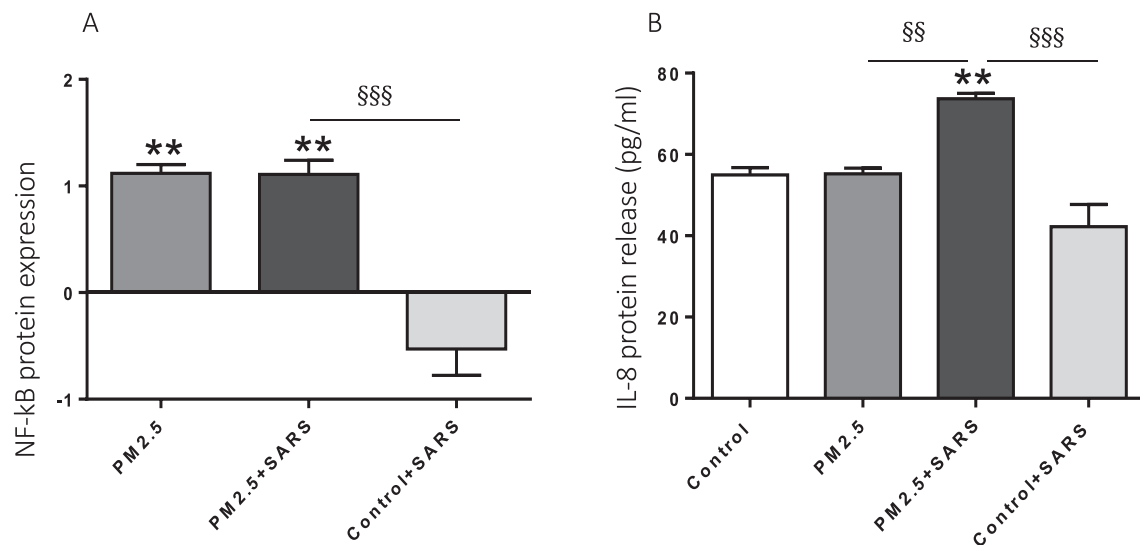 A
NF-kB protein expression
2
1
0
-1
**
**
§§§
PM2.5
PM2.5+SARS
Control+SARS
B
IL-8 protein release (pg/ml)
80
60
40
20
0
§§
§§§
**
Control
PM2.5
PM2.5+SARS
Control+SARS